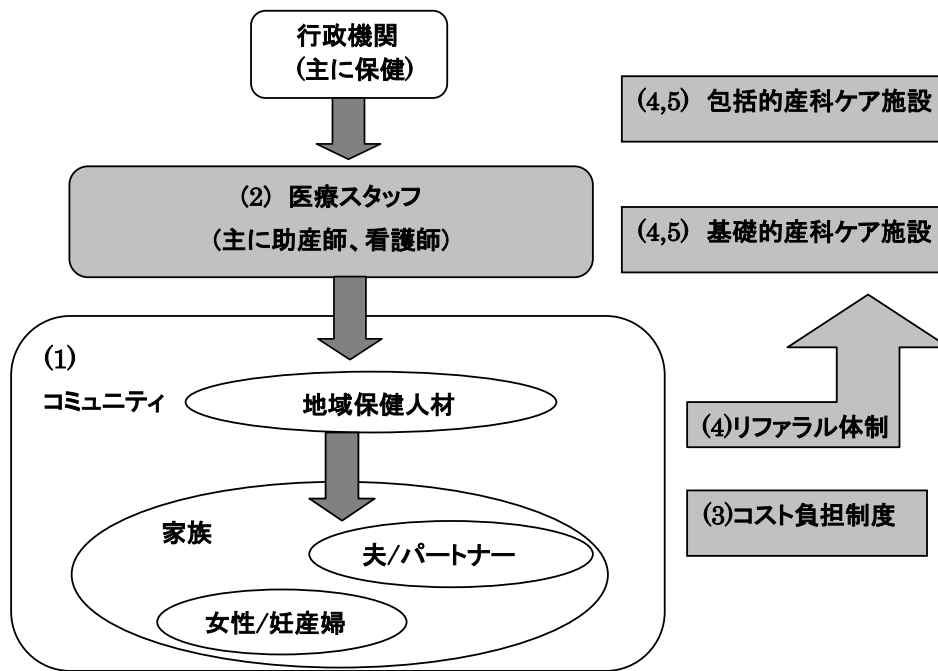 行政機関
(主に保健)
(4,5) 包括的産科ケア施設
(2) 医療スタッフ
(主に助産師、看護師)
(4,5) 基礎的産科ケア施設
(1)
コミュニティ
地域保健人材
(4)リファラル体制
(3)コスト負担制度
家族
夫/パートナー
女性/妊産婦